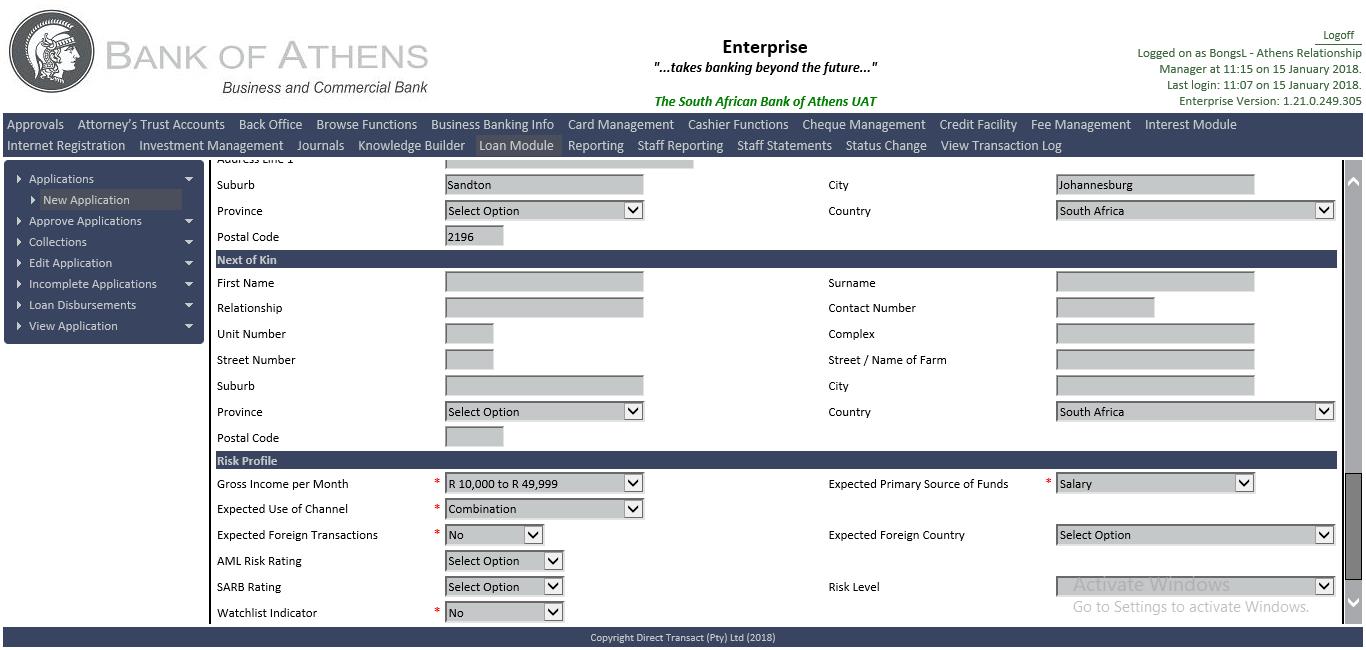 BANK OF ATHENS
Business and Commercial Bank
Enterprise
"...takes banking beyond the future..."
The South African Bank of Athens UAT
Logoff
Logged on as BongsL - Athens Relationship
Manager at 11:15 on 15 January 2018.
Last login: 11:07 on 15 January 2018.
Enterprise Version: 1.21.0.249.305
Approvals Attorney's Trust Accounts Back Office Browse Functions Business Banking Info Card Management Cashier Functions Cheque Management Credit Facility Fee Management Interest Module
Internet Registration Investment Management Journals Knowledge Builder Loan Module Reporting Staff Reporting Staff Statements Status Change View Transaction Log
Applications
New Application
Approve Applications
Collections
Edit Application
Incomplete Applications
Loan Disbursements
View Application
Address Line 1
Suburb Sandton City Johannesburg
Province Select Option Country South Africa
Postal Code 2196
Next of Kin
First Name Surname
Relationship Contact Number
Unit Number Complex
Street Number Street / Name of Farm
Suburb City
Province Select Option Country South Africa
Postal Code
Risk Profile
Gross Income per Month * R 10,000 to R 49,999 Expected Primary Source of Funds * Salary
Expected Use of Channel * Combination
Expected Foreign Transactions * No Expected Foreign Country Select Option
AML Risk Rating Select Option
SARB Rating Select Option Risk Level
Watchlist Indicator * No
Activate Windows
Go to Settings to activate Windows.
Copyright Direct Transact (Pty) Ltd (2018)